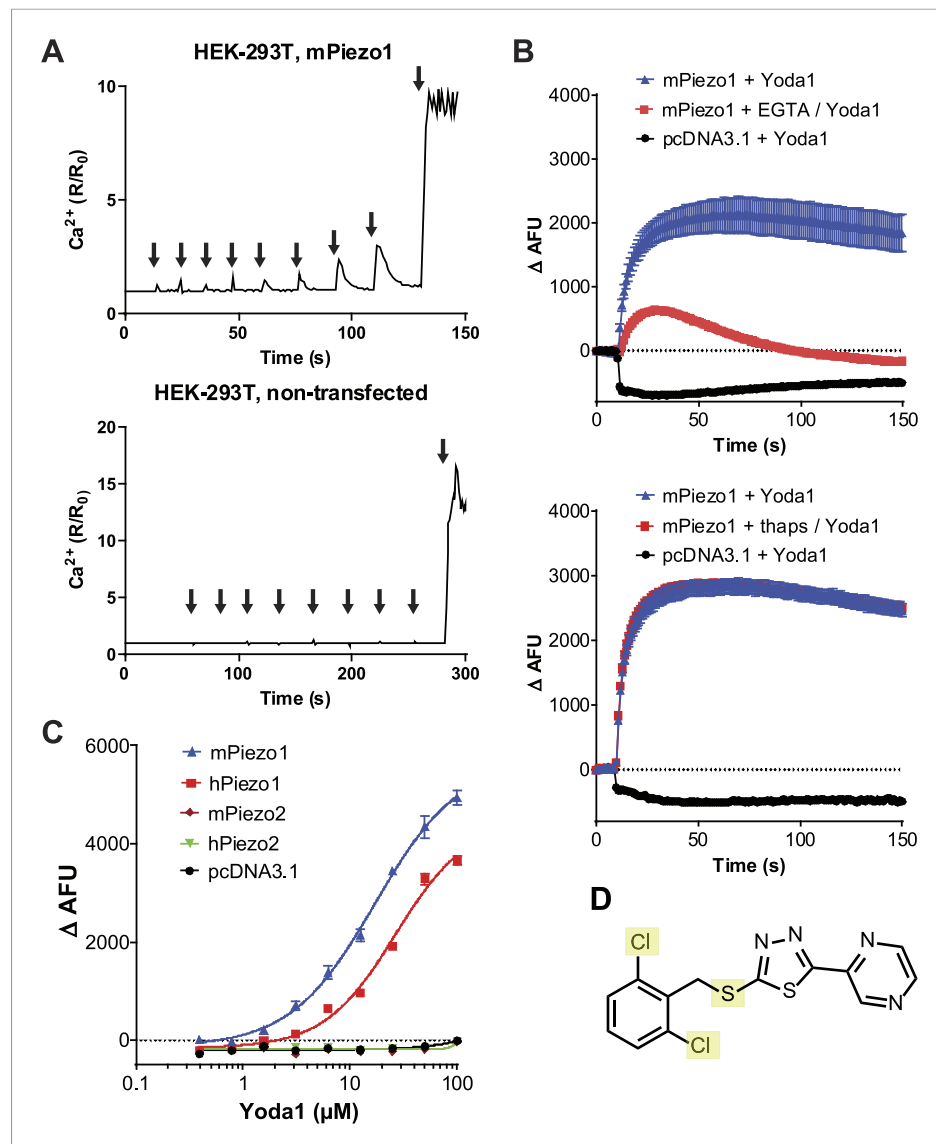 A
HEK-293T, mPiezo1
10
5
0
Ca2+ (R/R0)
0
50
100
150
Time (s)
HEK-293T, non-transfected
20
15
10
5
0
Ca2+ (R/R0)
0
100
200
300
Time (s)
B
mPiezo1 + Yoda1
mPiezo1 + EGTA / Yoda1
pcDNA3.1 + Yoda1
4000
3000
2000
1000
0
Δ AFU
0
50
100
150
Time (s)
mPiezo1 + Yoda1
mPiezo1 + thaps / Yoda1
pcDNA3.1 + Yoda1
4000
3000
2000
1000
0
Δ AFU
0
50
100
150
Time (s)
C
mPiezo1
hPiezo1
mPiezo2
hPiezo2
pcDNA3.1
6000
4000
2000
0
Δ AFU
0.1
1
10
100
Yoda1 (µM)
D
Cl
N
N
N
S
S
N
Cl